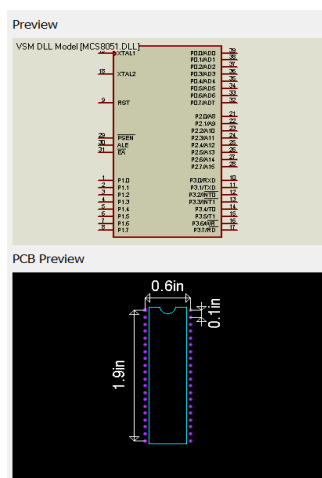 Preview
VSM DLL Model [MCS8051.DLL]
19 XTAL1 P0.0/AD0 39
P0.1/AD1 38
P0.2/AD2 37
18 XTAL2 P0.3/AD3 36
P0.4/AD4 35
P0.5/AD5 34
P0.6/AD6 33
9 RST P0.7/AD7 32
P2.0/A8 21
P2.1/A9 22
P2.2/A10 23
29 PSEN P2.3/A11 24
30 ALE P2.4/A12 25
31 EA P2.5/A13 26
P2.6/A14 27
P2.7/A15 28
1 P1.0 P3.0/RXD 10
2 P1.1 P3.1/TXD 11
3 P1.2 P3.2/INT0 12
4 P1.3 P3.3/INT1 13
5 P1.4 P3.4/T0 14
6 P1.5 P3.5/T1 15
7 P1.6 P3.6/WR 16
8 P1.7 P3.7/RD 17
PCB Preview
0.6in
0.1in
1.9in